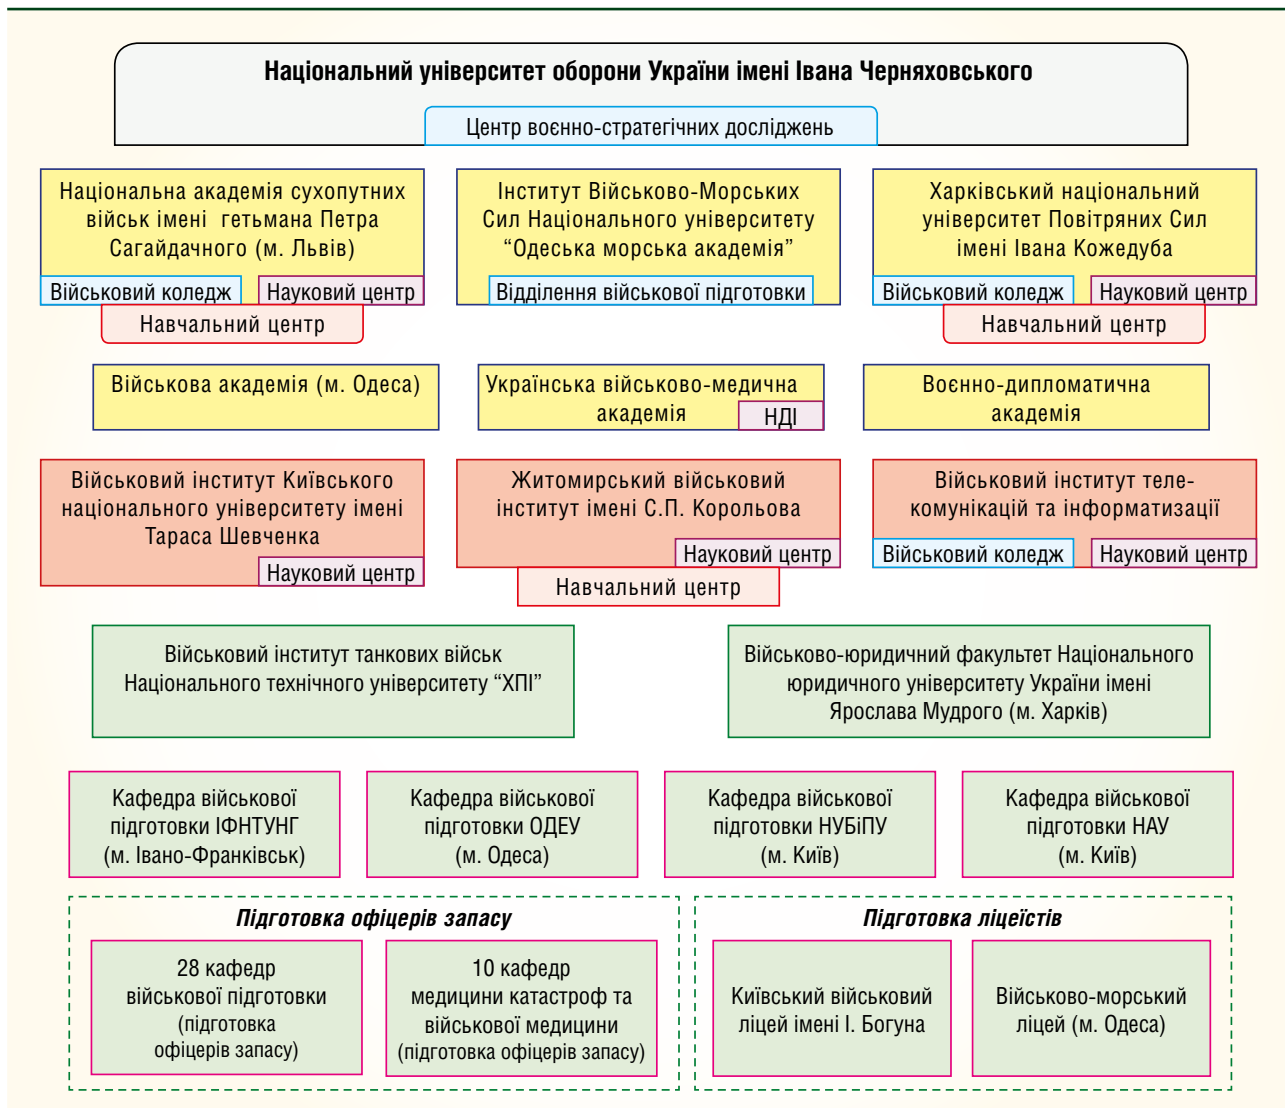 Національний університет оборони України імені Івана Черняховського
Центр воєнно-стратегічних досліджень
Національна академія сухопутних
військ імені гетьмана Петра
Сагайдачного (м. Львів)
Військовий коледж
Науковий центр
Навчальний центр
Інститут Військово-Морських
Сил Національного університету
“Одеська морська академія”
Відділення військової підготовки
Харківський національний
університет Повітряних Сил
імені Івана Кожедуба
Військовий коледж
Науковий центр
Навчальний центр
Військова академія (м. Одеса)
Українська військово-медична
академія
НДІ
Воєнно-дипломатична
академія
Військовий інститут Київського
національного університету імені
Тараса Шевченка
Науковий центр
Житомирський військовий
інститут імені С.П. Корольова
Науковий центр
Навчальний центр
Військовий інститут теле-
комунікацій та інформатизації
Військовий коледж
Науковий центр
Військовий інститут танкових військ
Національного технічного університету “ХПІ”
Військово-юридичний факультет Національного
юридичного університету України імені
Ярослава Мудрого (м. Харків)
Кафедра військової
підготовки ІФНТУНГ
(м. Івано-Франківськ)
Кафедра військової
підготовки ОДЕУ
(м. Одеса)
Кафедра військової
підготовки НУБіПУ
(м. Київ)
Кафедра військової
підготовки НАУ
(м. Київ)
Підготовка офіцерів запасу
28 кафедр
військової підготовки
(підготовка
офіцерів запасу)
10 кафедр
медицини катастроф та
військової медицини
(підготовка офіцерів запасу)
Підготовка ліцеїстів
Київський військовий
ліцей імені І. Богуна
Військово-морський
ліцей (м. Одеса)